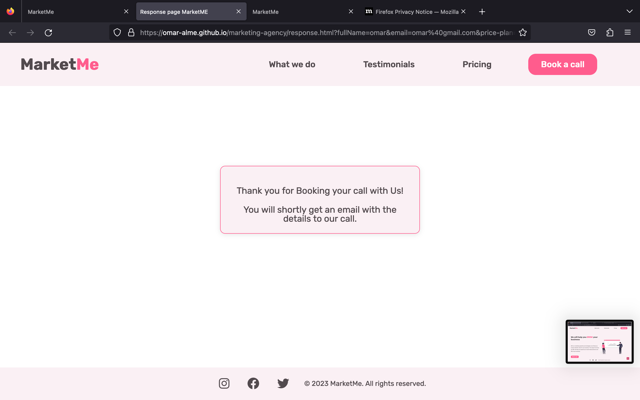 MarketMe
Response page MarketME
MarketMe
Firefox Privacy Notice — Mozilla
https://omar-alme.github.io/marketing-agency/response.html?fullName=omar&email=omar%40gmail.com&price-plan
MarketMe
What we do
Testimonials
Pricing
Book a call
Thank you for Booking your call with Us!
You will shortly get an email with the
details to our call.
© 2023 MarketMe. All rights reserved.